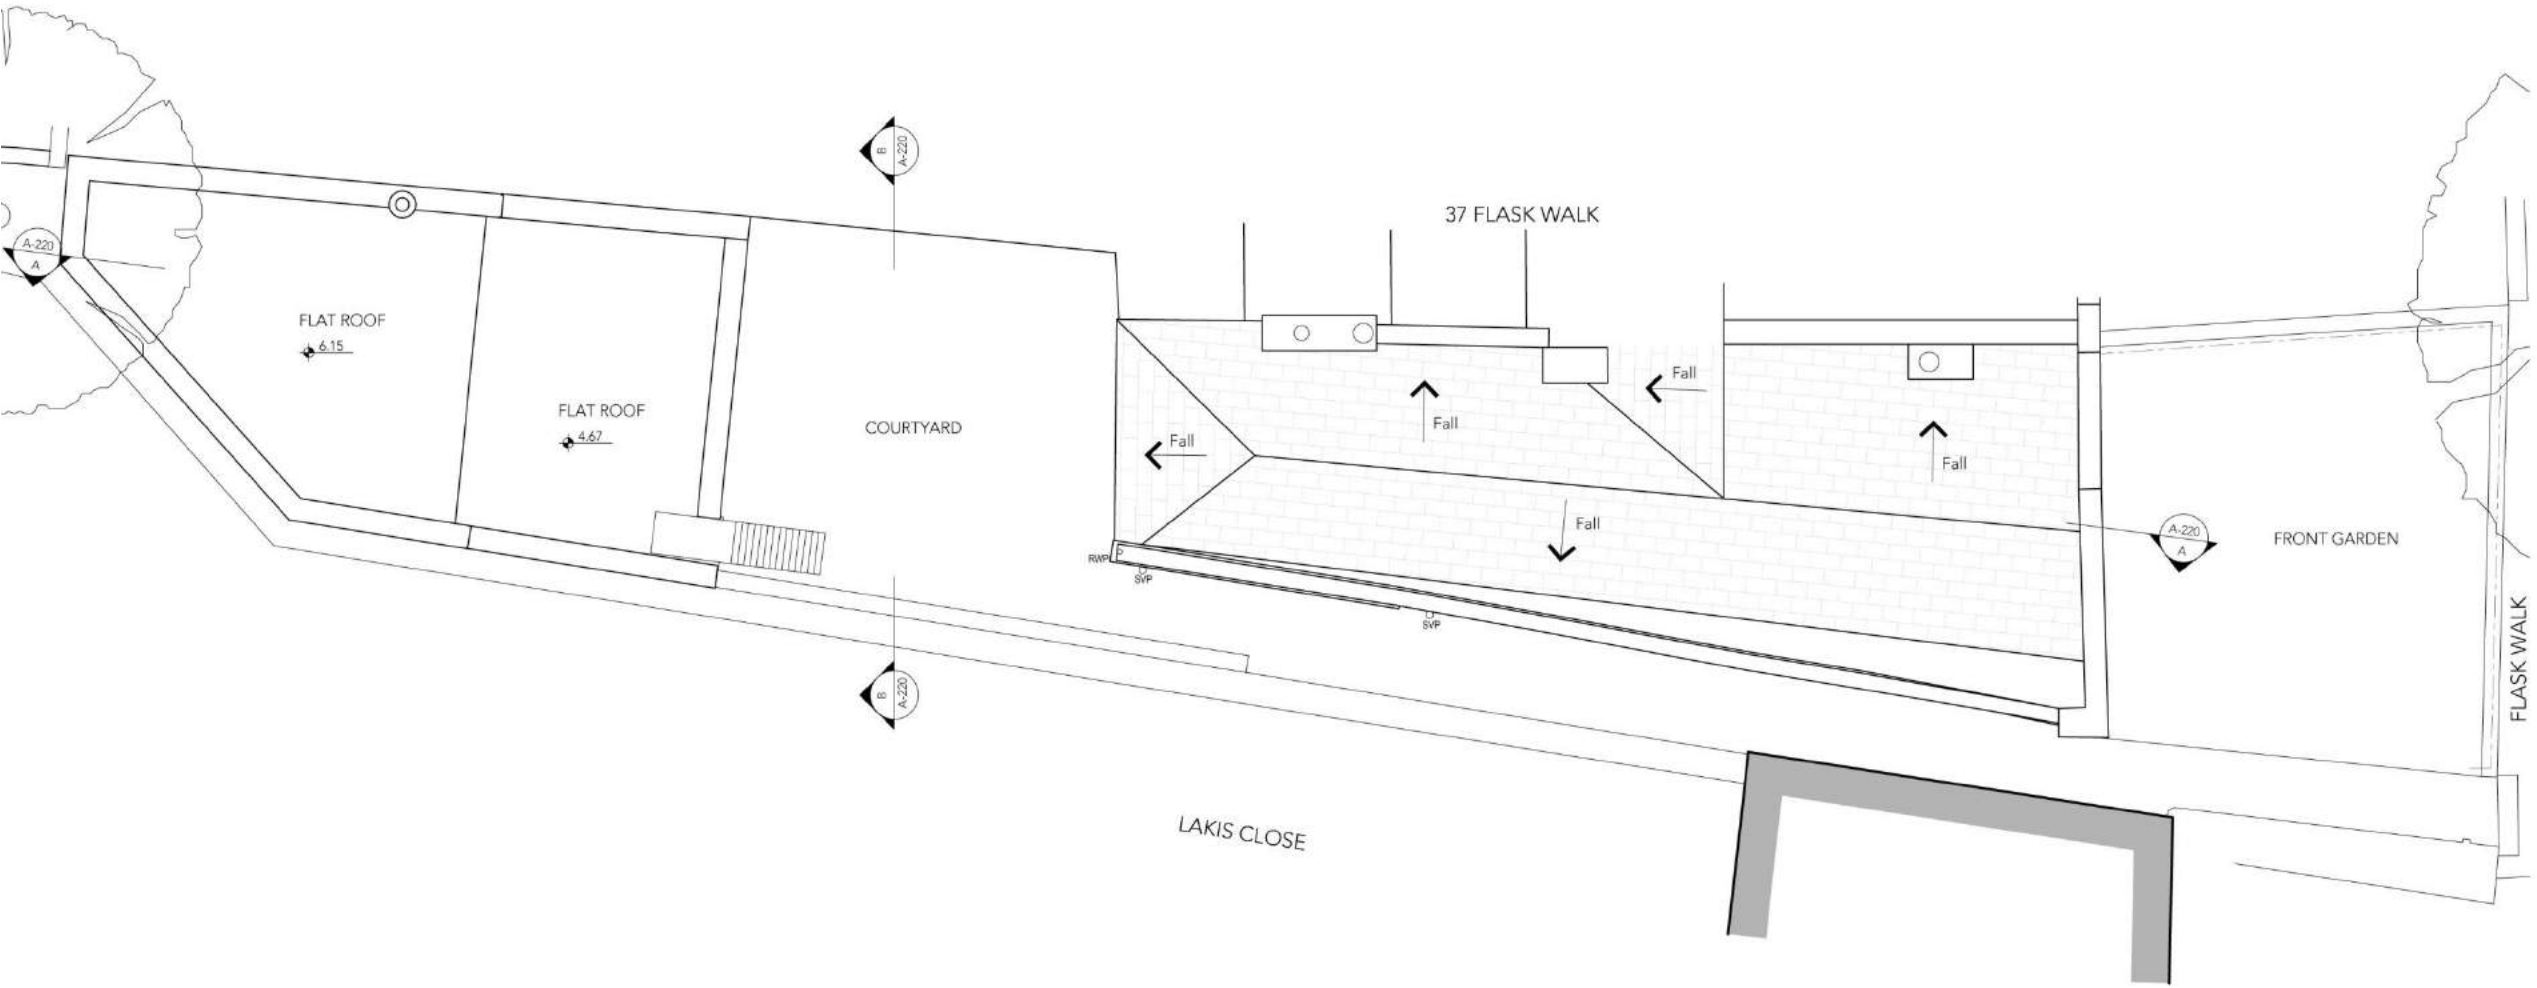 B
A-220
37 FLASK WALK
A-220
A
FLAT ROOF
6.15
FLAT ROOF
4.67
COURTYARD
Fall
Fall
Fall
Fall
Fall
A-220
A
FRONT GARDEN
RWP
SVP
SVP
FLASK WALK
B
A-220
LAKIS CLOSE